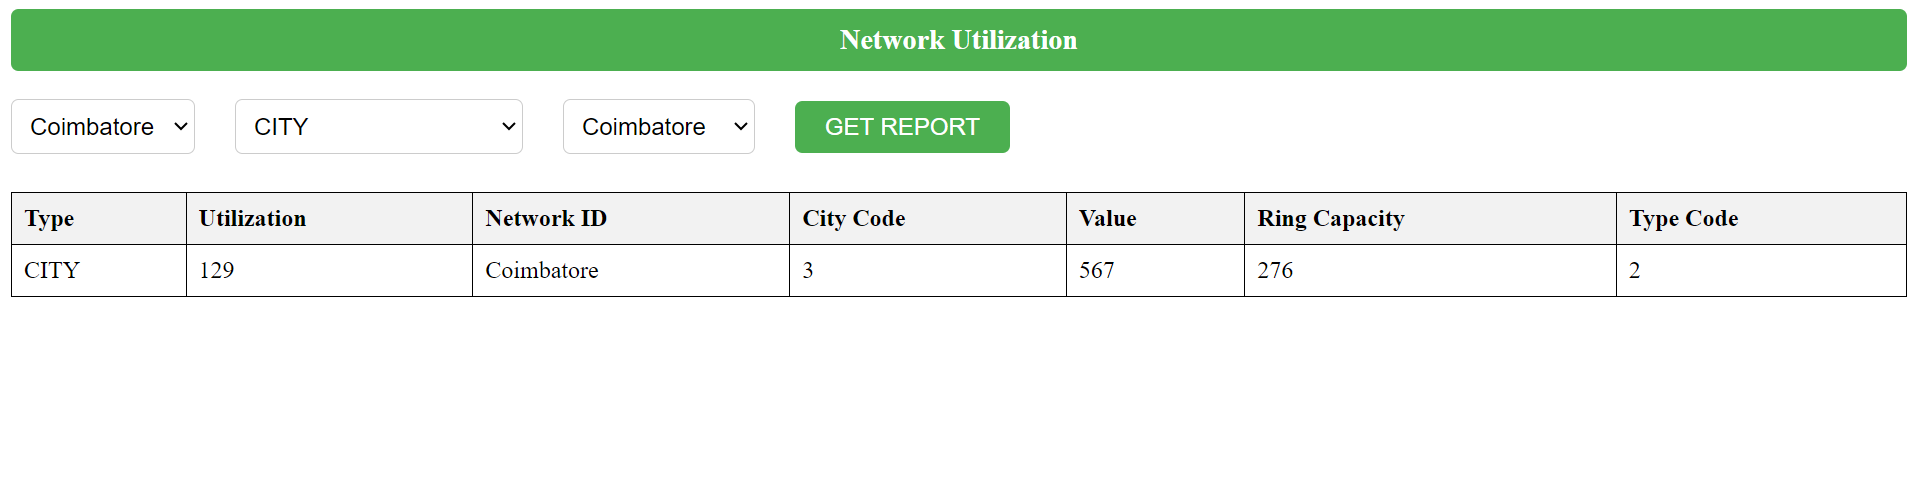 Network Utilization
Coimbatore CITY Coimbatore GET REPORT
Type Utilization Network ID City Code Value Ring Capacity Type Code
CITY 129 Coimbatore 3 567 276 2